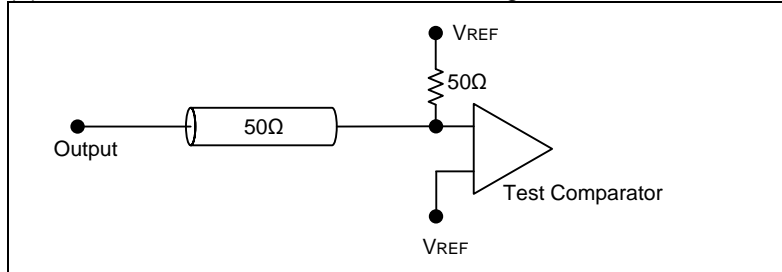 VREF
50Ω
50Ω
Output
Test Comparator
VREF